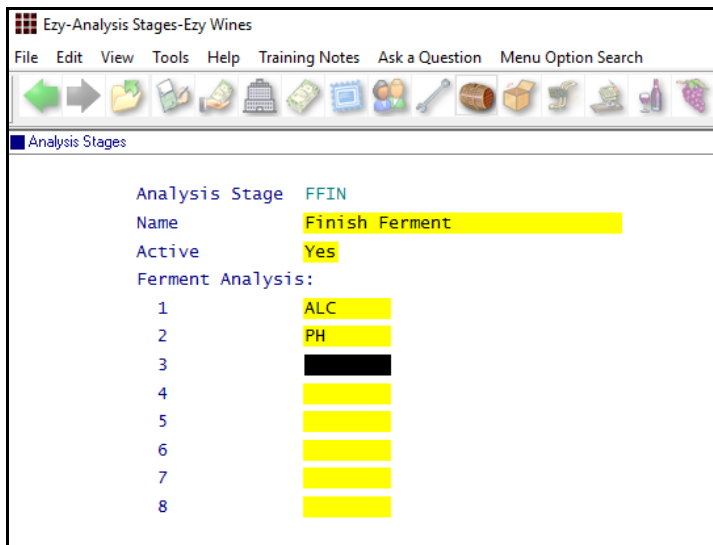 Ezy-Analysis Stages-Ezy Wines
File Edit View Tools Help Training Notes Ask a Question Menu Option Search
Analysis Stages
Analysis Stage FFIN
Name Finish Ferment
Active Yes
Ferment Analysis:
1 ALC
2 PH
3
4
5
6
7
8